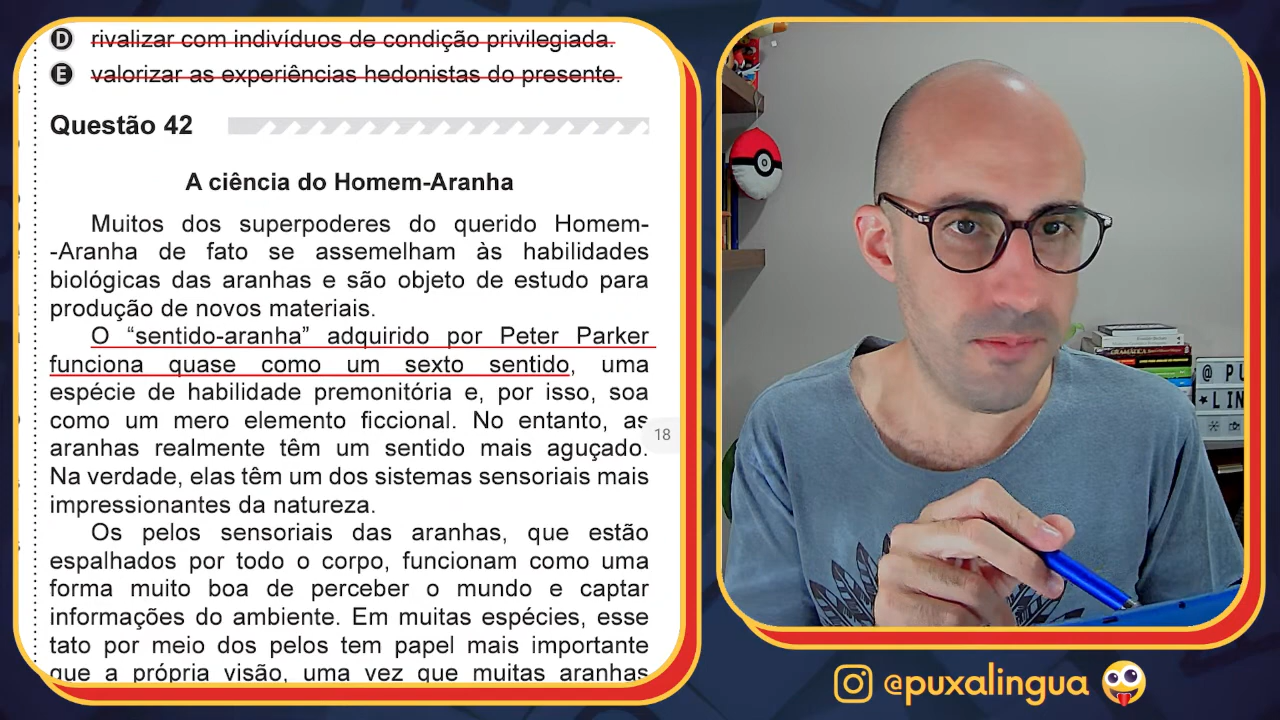 D rivalizar com indivíduos de condição privilegiada.
E valorizar as experiências hedonistas do presente.
Questão 42
A ciência do Homem-Aranha
Muitos dos superpoderes do querido Homem-
-Aranha de fato se assemelham às habilidades
biológicas das aranhas e são objeto de estudo para
produção de novos materiais.
O “sentido-aranha” adquirido por Peter Parker
funciona quase como um sexto sentido, uma
espécie de habilidade premonitória e, por isso, soa
como um mero elemento ficcional. No entanto, as
aranhas realmente têm um sentido mais aguçado.
Na verdade, elas têm um dos sistemas sensoriais mais
impressionantes da natureza.
Os pelos sensoriais das aranhas, que estão
espalhados por todo o corpo, funcionam como uma
forma muito boa de perceber o mundo e captar
informações do ambiente. Em muitas espécies, esse
tato por meio dos pelos tem papel mais importante
que a própria visão, uma vez que muitas aranhas
18
GRAMÁTICA
@ PU
LIN
@puxalingua